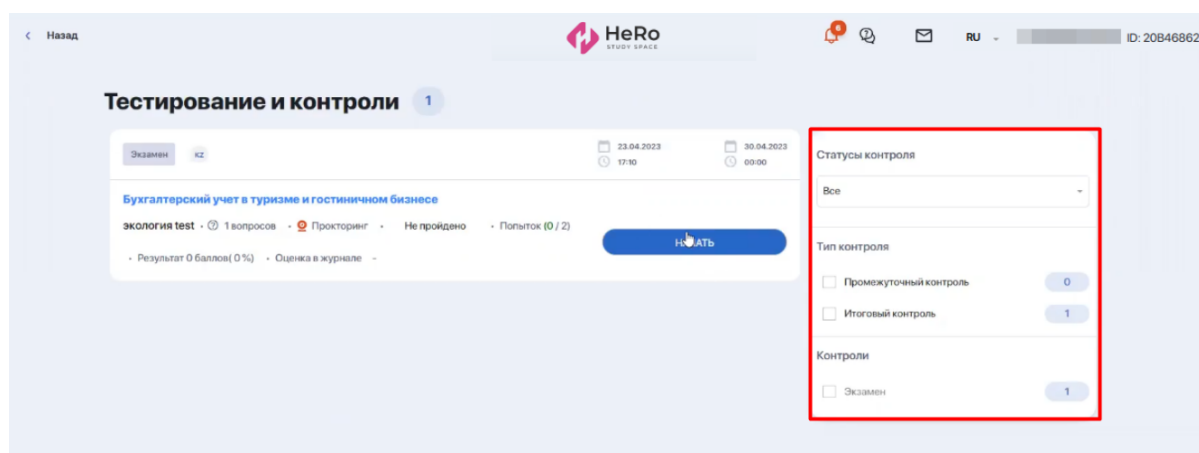 Назад
HeRo
STUDY SPACE
6
RU
ID: 20B46862
Тестирование и контроли 1
Экзамен KZ
23.04.2023 30.04.2023
17:10 00:00
Бухгалтерский учет в туризме и гостиничном бизнесе
экология test • 1 вопросов • Прокторинг • Не пройдено • Попыток (0 / 2)
• Результат 0 баллов( 0 %) • Оценка в журнале -
Статусы контроля
Все
Тип контроля
Промежуточный контроль 0
Итоговый контроль 1
Контроли
Экзамен 1